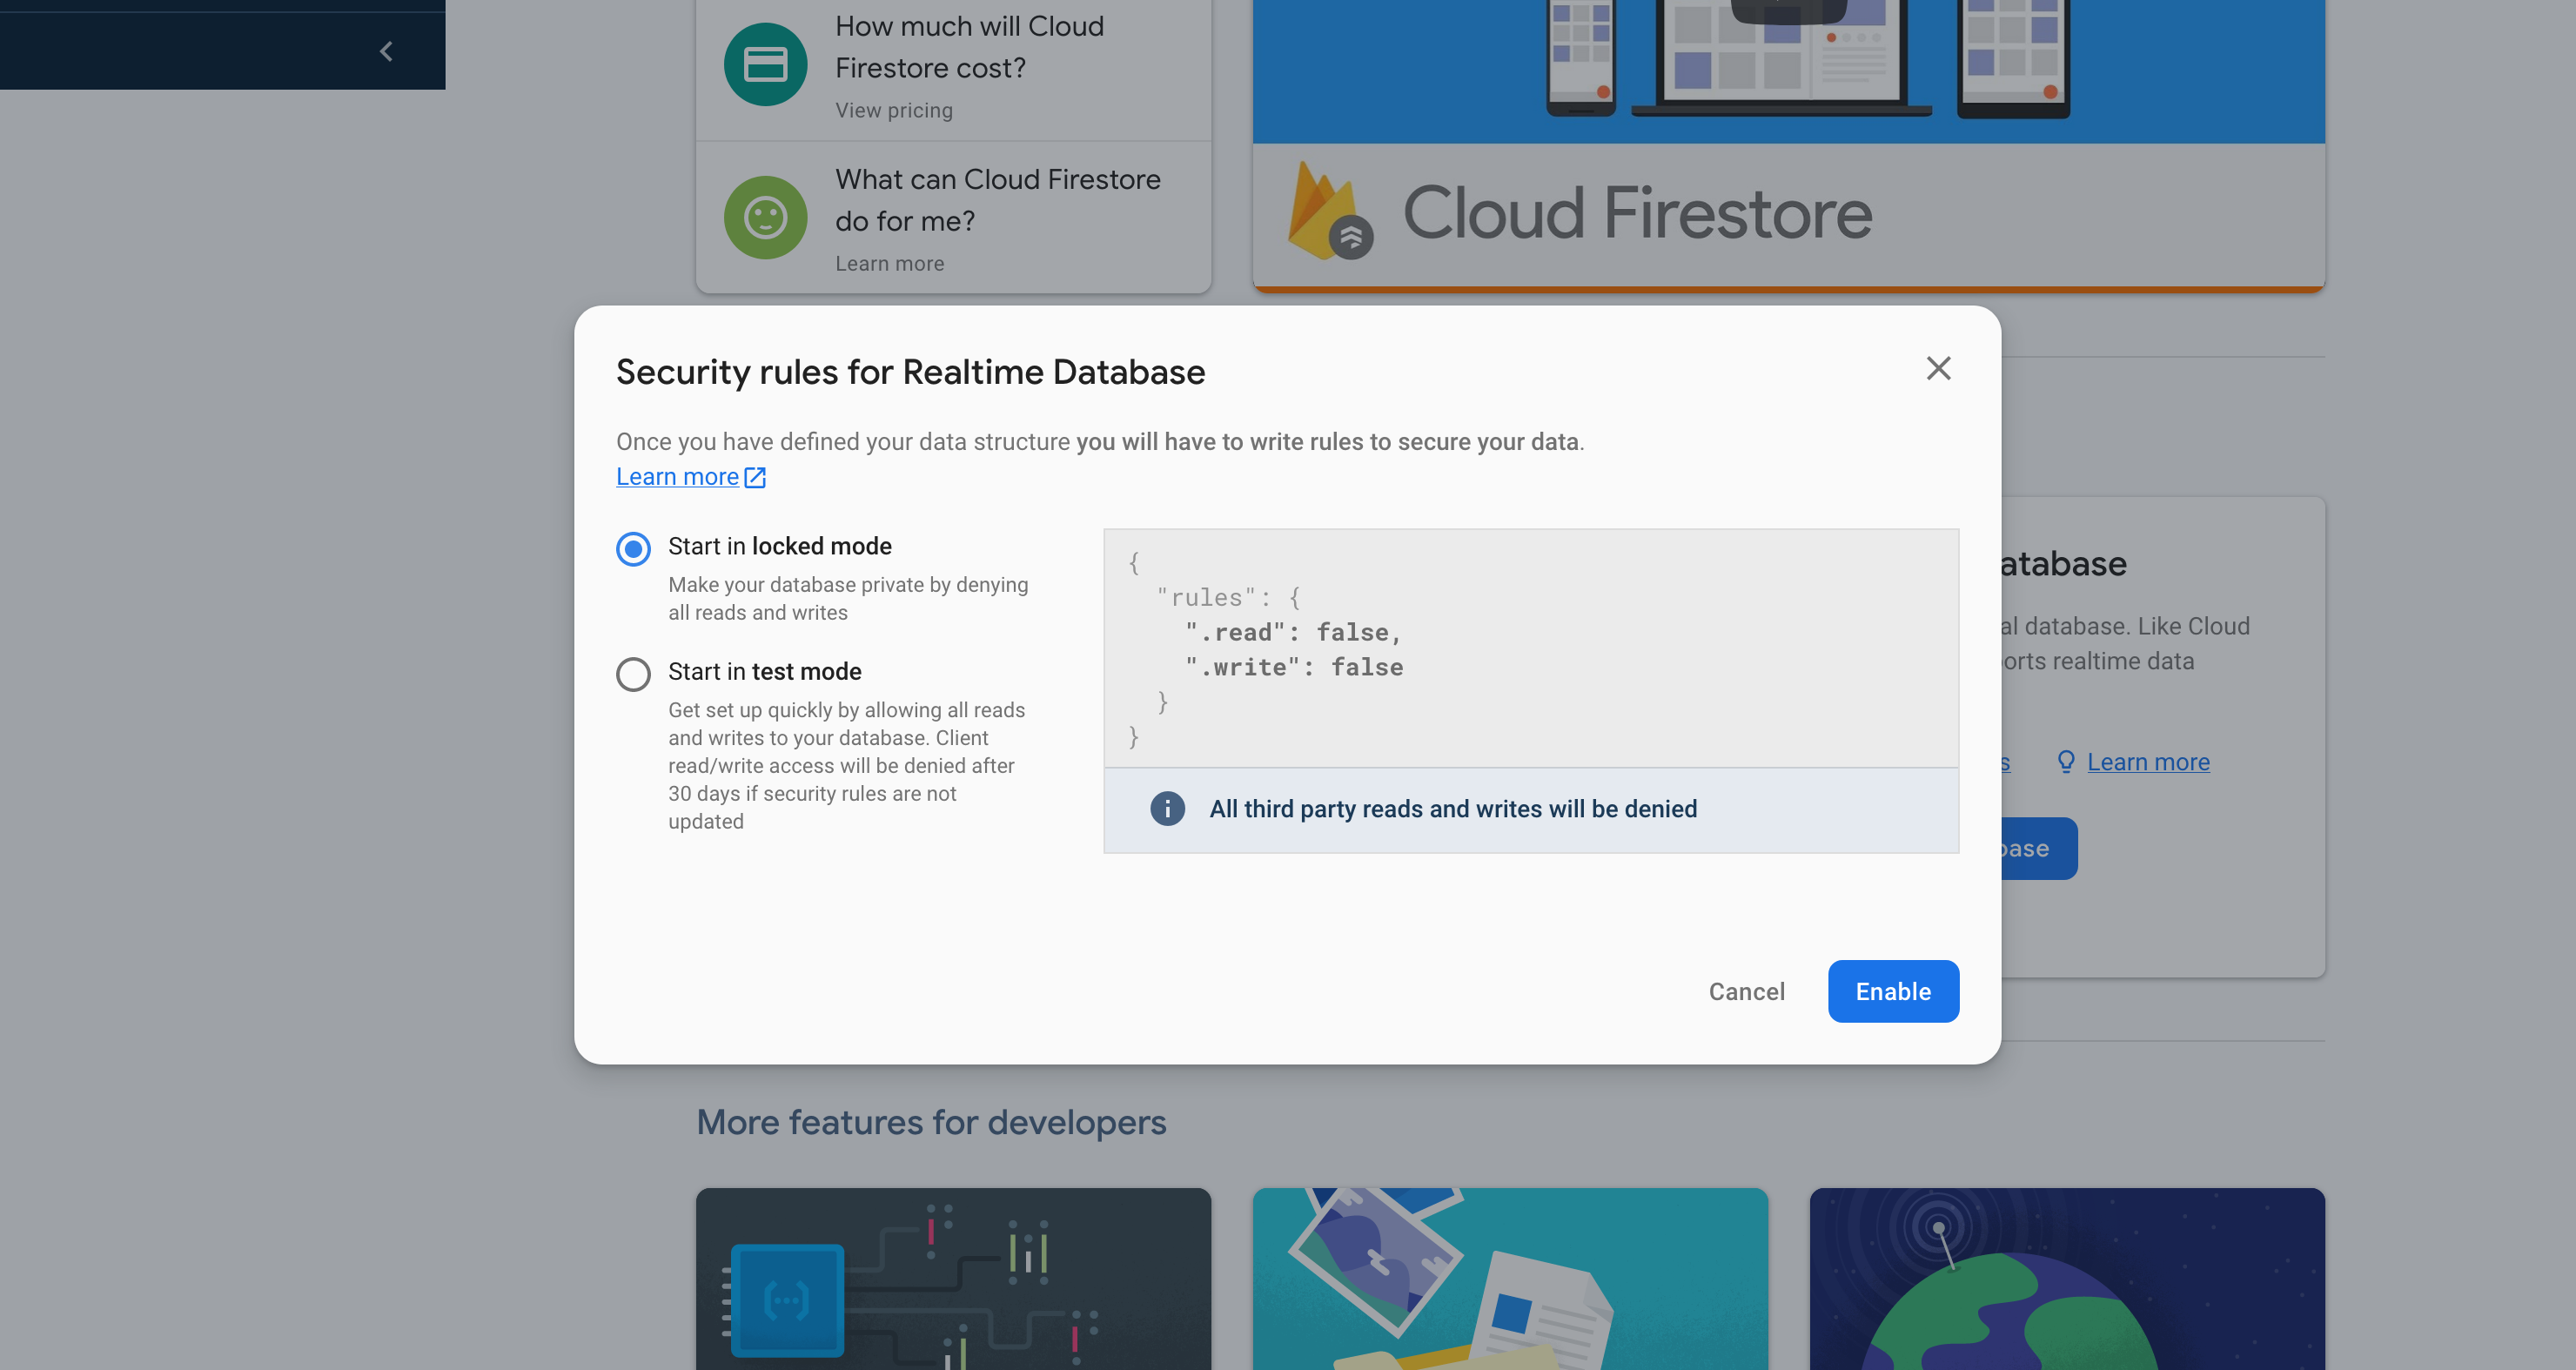 How much will Cloud
Firestore cost?
View pricing
What can Cloud Firestore
do for me?
Learn more
Cloud Firestore
Security rules for Realtime Database
Once you have defined your data structure you will have to write rules to secure your data.
Learn more
Start in locked mode
Make your database private by denying
all reads and writes
Start in test mode
Get set up quickly by allowing all reads
and writes to your database. Client
read/write access will be denied after
30 days if security rules are not
updated
{
"rules": {
".read": false,
".write": false
}
}
All third party reads and writes will be denied
Cancel
Enable
atabase
al database. Like Cloud
orts realtime data
s
Learn more
base
More features for developers